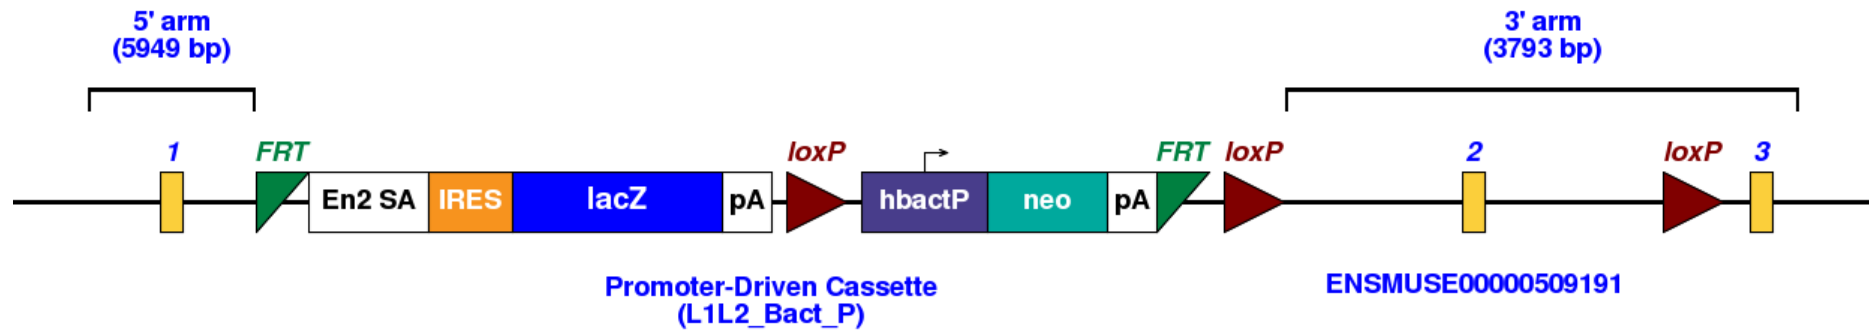 5' arm
(5949 bp)
3' arm
(3793 bp)
1 FRT loxP FRT loxP 2 loxP 3
En2 SA IRES lacZ pA hbactP neo pA
Promoter-Driven Cassette
(L1L2_Bact_P)
ENSMUSE00000509191